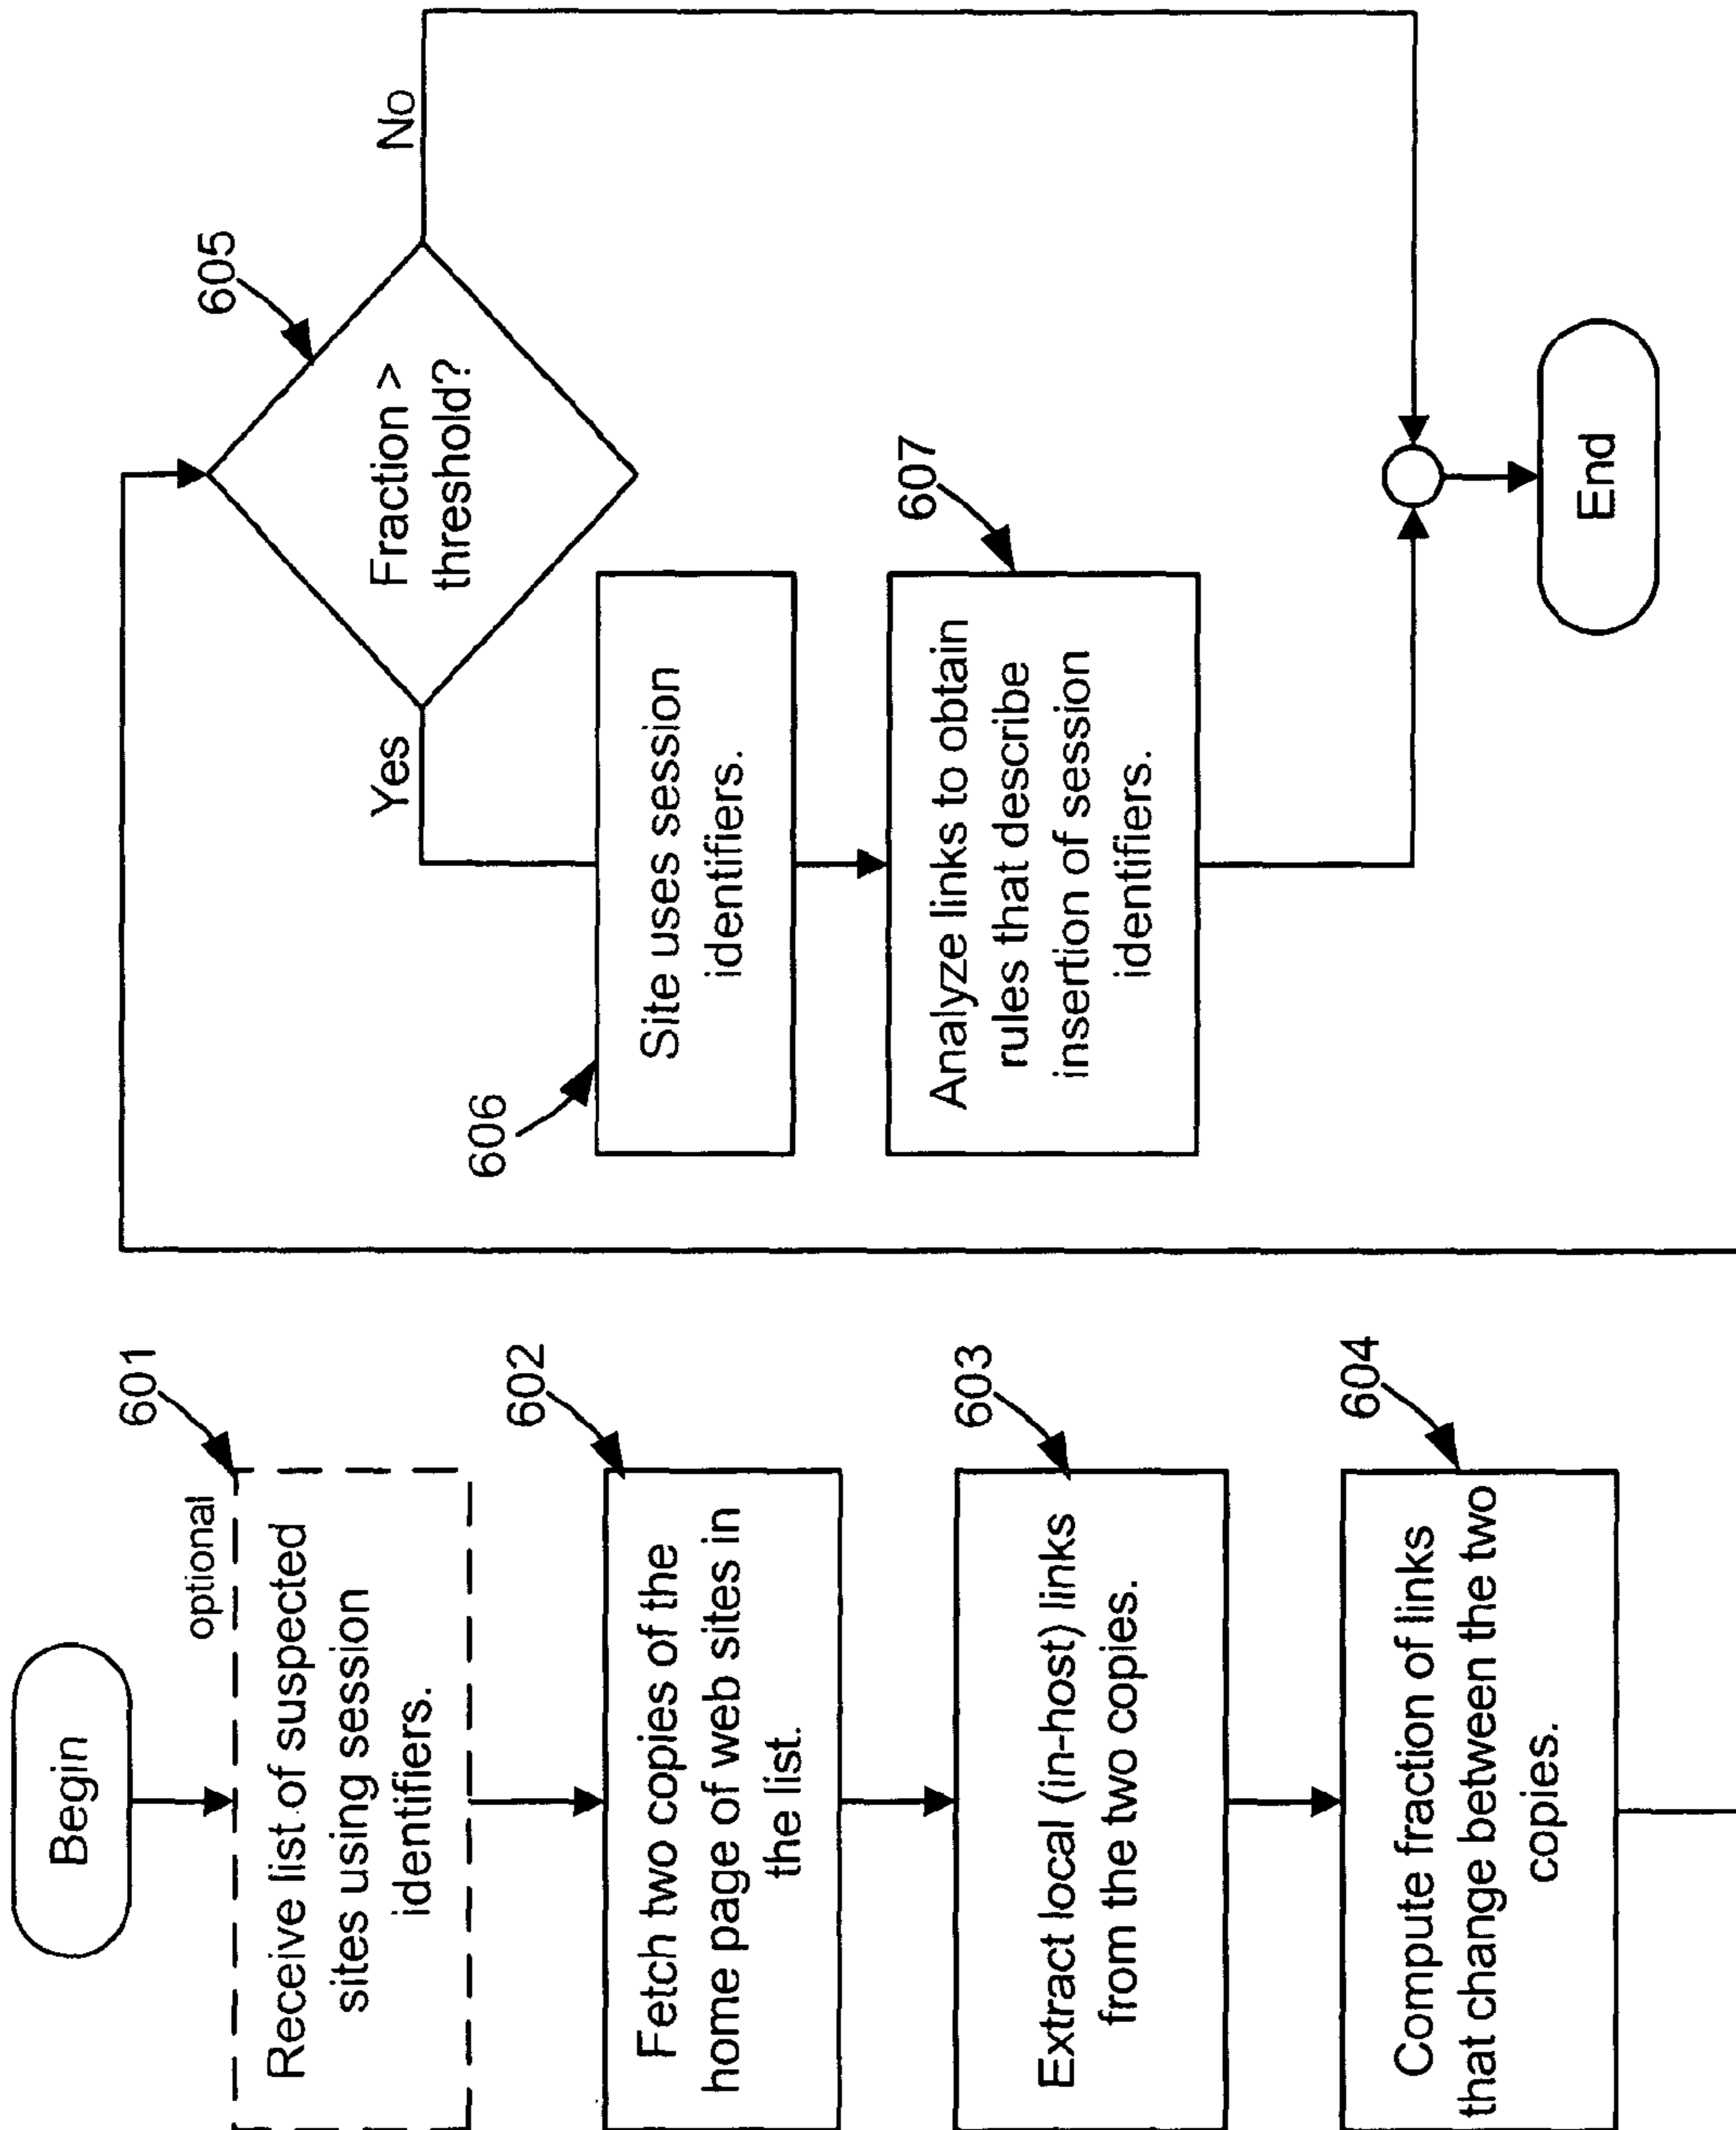 Begin
optional
601
Receive list of suspected
sites using session
identifiers.
602
Fetch two copies of the
home page of web sites in
the list.
603
Extract local (in-host) links
from the two copies.
604
Compute fraction of links
that change between the two
copies.
605
Fraction >
threshold?
Yes
No
606
Site uses session
identifiers.
607
Analyze links to obtain
rules that describe
insertion of session
identifiers.
End